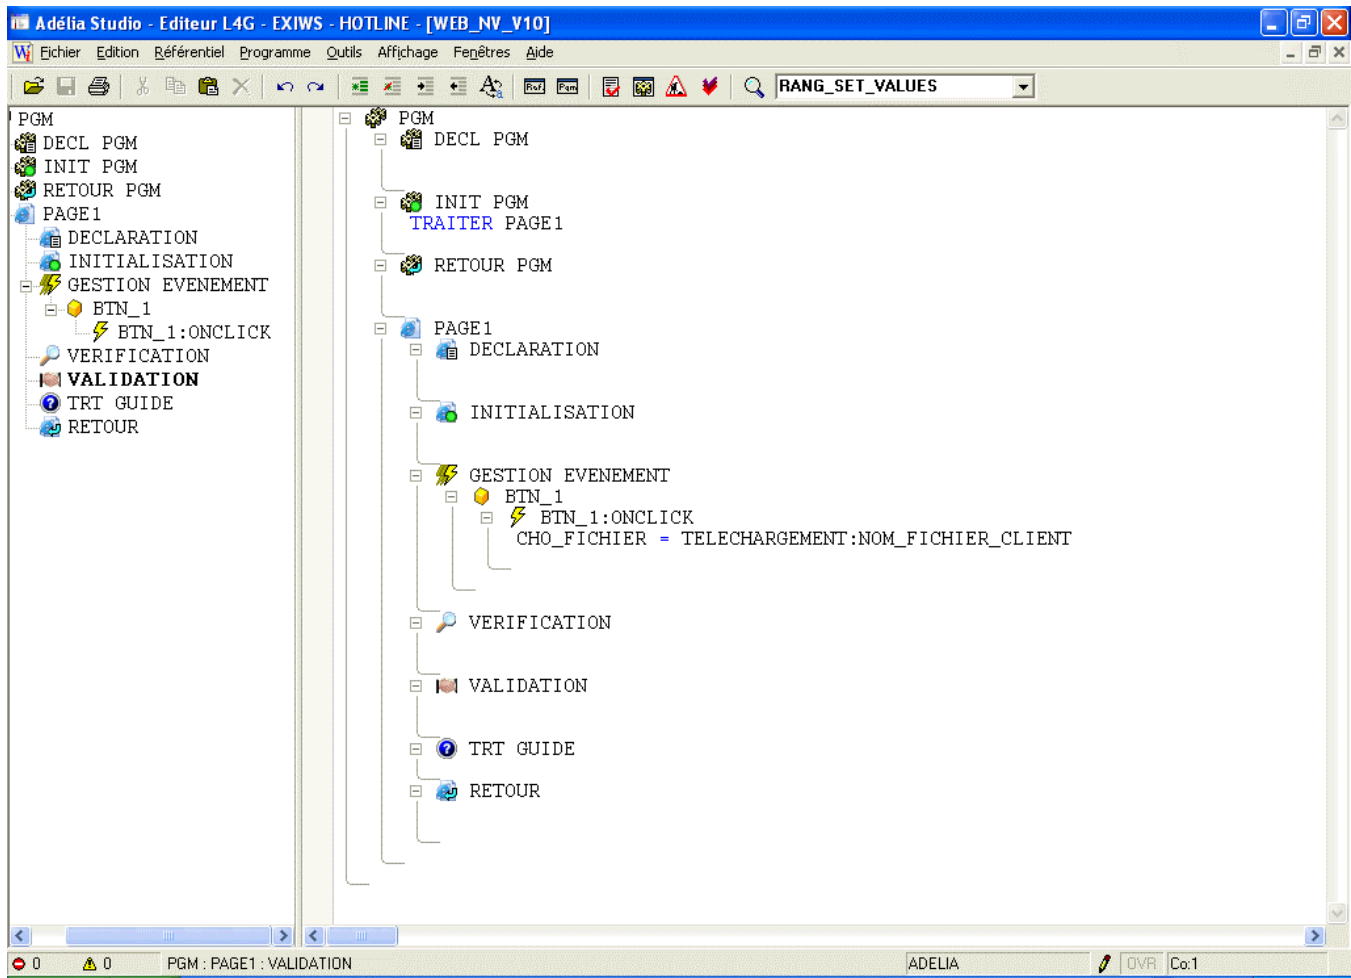 Adélia Studio - Editeur L4G - EXIWS - HOTLINE - [WEB_NV_V10]
Fichier Edition Référentiel Programme Outils Affichage Fenêtres Aide
Ref. Pgm RANG_SET_VALUES
PGM
DECL PGM
INIT PGM
RETOUR PGM
PAGE1
DECLARATION
INITIALISATION
GESTION EVENEMENT
BTN_1
BTN_1:ONCLICK
VERIFICATION
VALIDATION
TRT GUIDE
RETOUR
PGM
DECL PGM
INIT PGM
TRAITER PAGE1
RETOUR PGM
PAGE1
DECLARATION
INITIALISATION
GESTION EVENEMENT
BTN_1
BTN_1:ONCLICK
CHO_FICHIER = TELECHARGEMENT:NOM_FICHIER_CLIENT
VERIFICATION
VALIDATION
TRT GUIDE
RETOUR
0 0 PGM : PAGE1 : VALIDATION ADELIA OVR Co:1